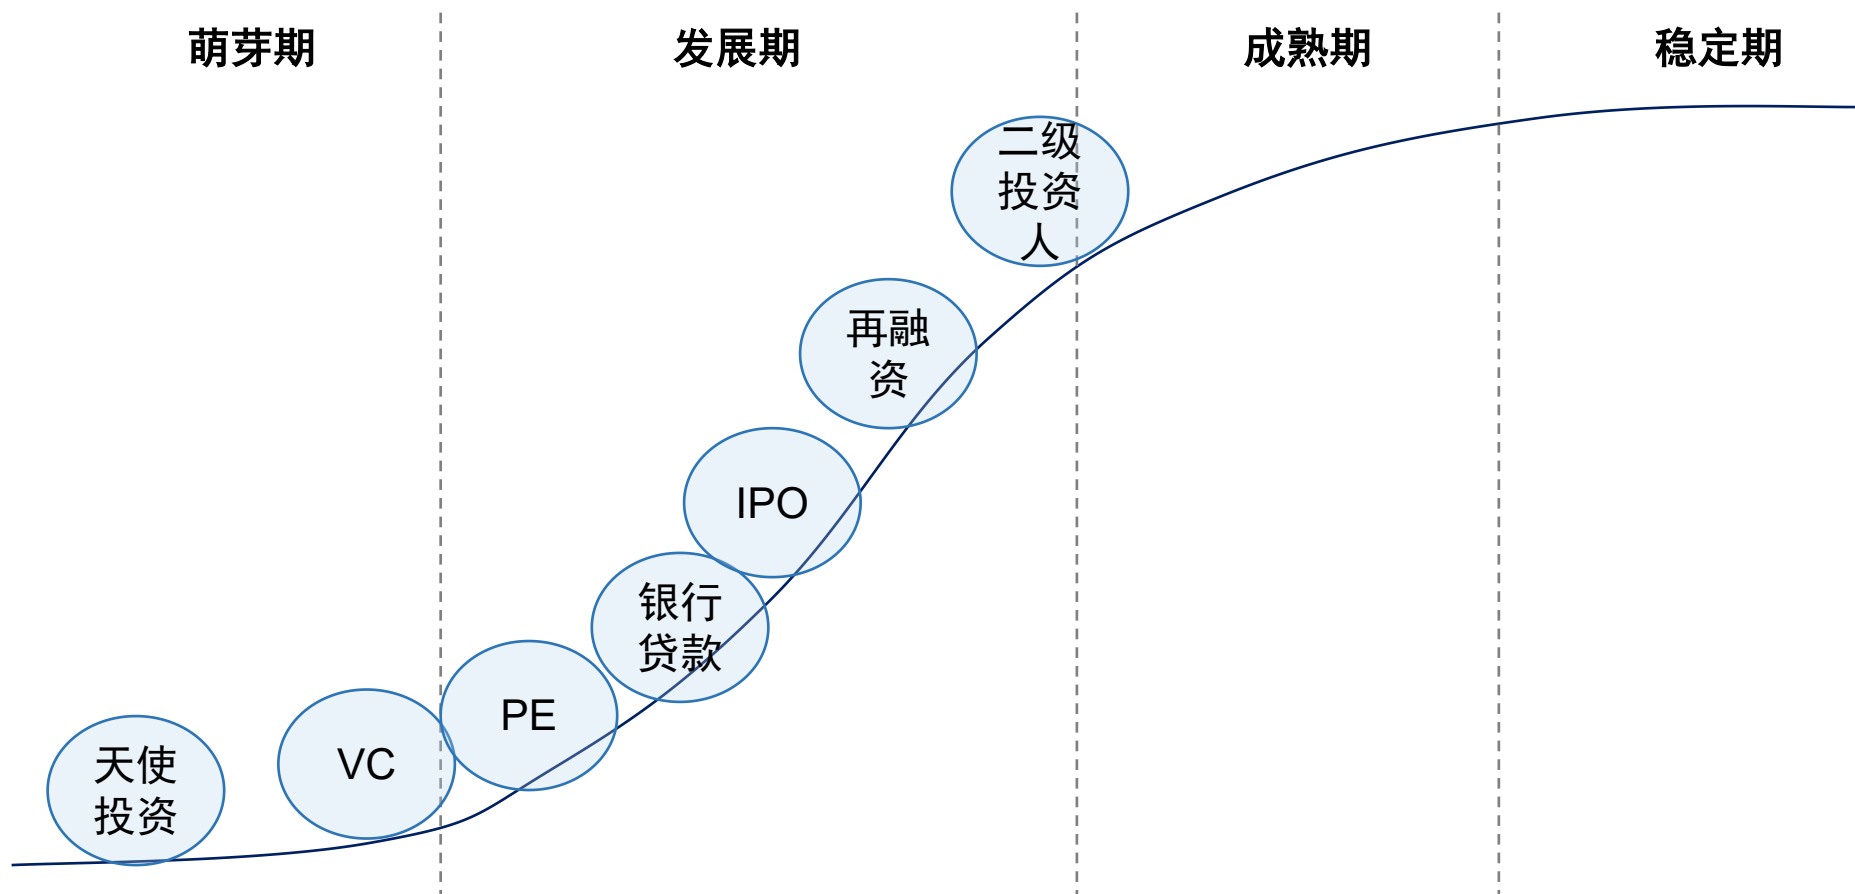 萌芽期
发展期
成熟期
稳定期
二级
投资
人
再融
资
IPO
银行
贷款
PE
VC
天使
投资